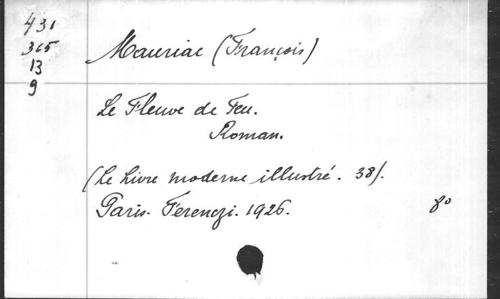 431
365
13
9
Mauriac (François)
Le Fleuve de Feu.
Roman.
(Le Livre moderne illustré. 38).
Paris. Ferenczi. 1926.
8°